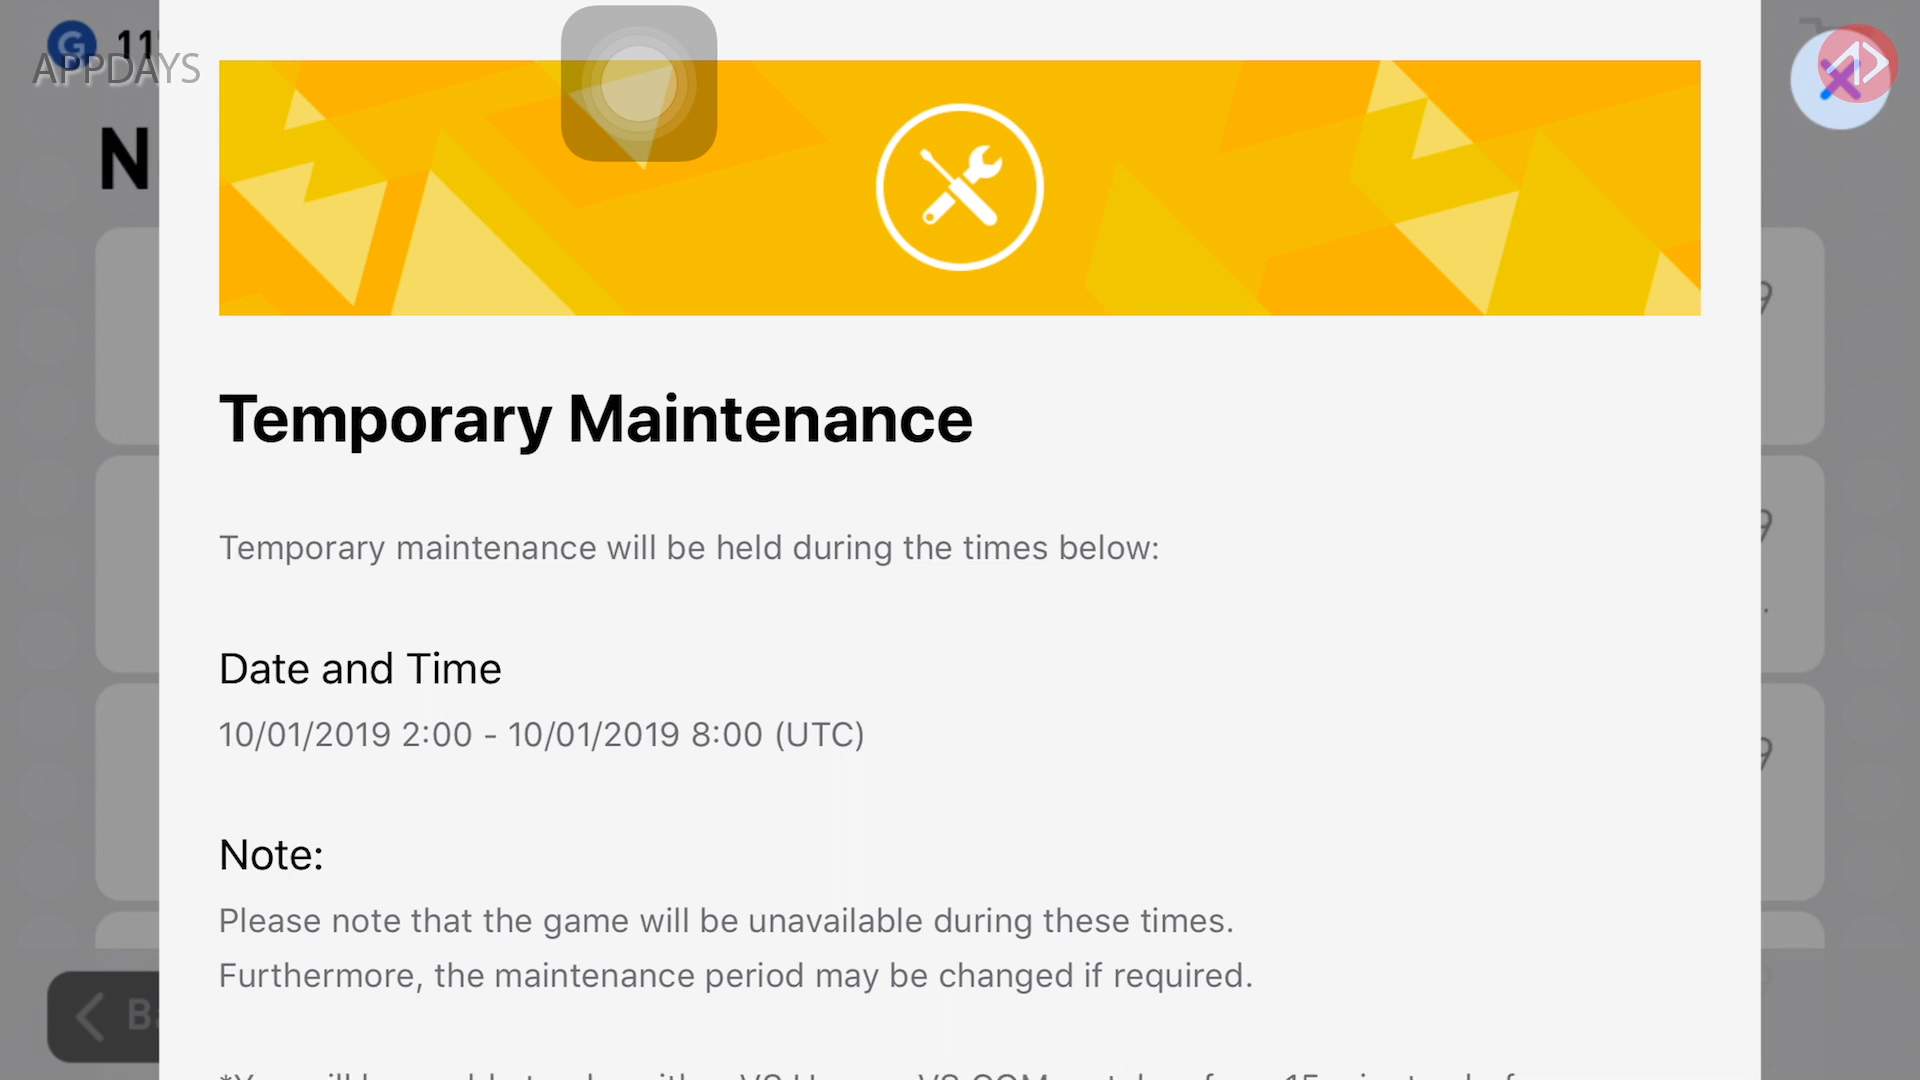 G 11
APPDAYS
N
Temporary Maintenance
Temporary maintenance will be held during the times below:
Date and Time
10/01/2019 2:00 - 10/01/2019 8:00 (UTC)
Note:
Please note that the game will be unavailable during these times.
Furthermore, the maintenance period may be changed if required.